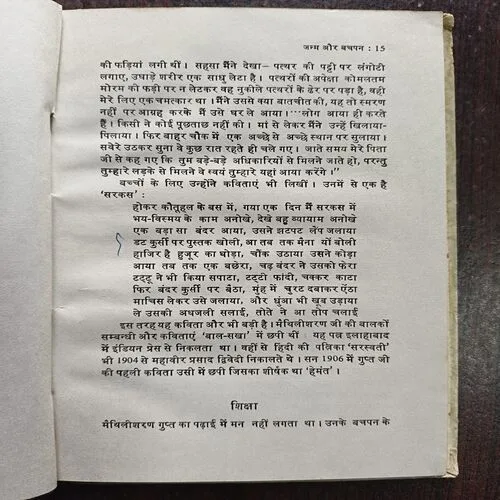 जन्म और बचपन : 15
की फड़ियां लगी थीं। सहसा मैंने देखा– पत्थर की पट्टी पर लंगोटी
लगाए, उघाड़े शरीर एक साधु लेटा है। पत्थरों की अपेक्षा कोमलतम
मोरम की फड़ी पर न लेटकर वह नुकीले पत्थरों के ढेर पर पड़ा है, वही
मेरे लिए एक चमत्कार था। मैंने उससे क्या बातचीत की, यह तो स्मरण
नहीं पर आग्रह करके मैं उसे घर ले आया।···लोग आया ही करते
हैं। किसी ने कोई पूछताछ नहीं की। मां से लेकर मैंने उन्हें खिलाया-
पिलाया। फिर बाहर चौक में एक अच्छे से अच्छे स्थान पर सुलाया।
सवेरे उठकर सुना वे कुछ रात रहते ही चले गए। जाते समय मेरे पिता
जी से कह गए कि तुम बड़े-बड़े अधिकारियों से मिलने जाते हो, परन्तु
तुम्हारे लड़के से मिलने वे स्वयं तुम्हारे यहां आया करेंगे।”
बच्चों के लिए उन्होंने कविताएं भी लिखीं। उनमें से एक है
'सरकस':
होकर कौतूहल के बस में, गया एक दिन मैं सरकस में
भय-विस्मय के काम अनोखे, देखे बहु व्यायाम अनोखे
एक बड़ा सा बंदर आया, उसने झटपट लैंप जलाया
डट कुर्सी पर पुस्तक खोली, आ तब तक मैना यों बोली
हाजिर है हुजूर का घोड़ा, चौंक उठाया उसने कोड़ा
आया तब तक एक बछेरा, चढ़ बंदर ने उसको फेरा
टट्टू ने भी किया सपाटा, टट्टी फांदी, चक्कर काटा
फिर बंदर कुर्सी पर बैठा, मुंह में चुरट दबाकर ऐंठा
माचिस लेकर उसे जलाया, और धुंआ भी खूब उड़ाया
ले उसकी अधजली सलाई, तोते ने आ तोप चलाई
इस तरह यह कविता और भी बड़ी है। मैथिलीशरण जी की बालकों
सम्बन्धी और कविताएं 'बाल-सखा' में छपी थीं। यह पत्र इलाहाबाद
में इंडियन प्रेस से निकलता था। वहीं से हिंदी की पत्रिका 'सरस्वती'
भी 1904 से महावीर प्रसाद द्विवेदी निकालते थे। सन 1906 में गुप्त जी
की पहली कविता उसी में छपी जिसका शीर्षक था 'हेमंत'।
शिक्षा
मैथिलीशरण गुप्त का पढ़ाई में मन नहीं लगता था। उनके बचपन के